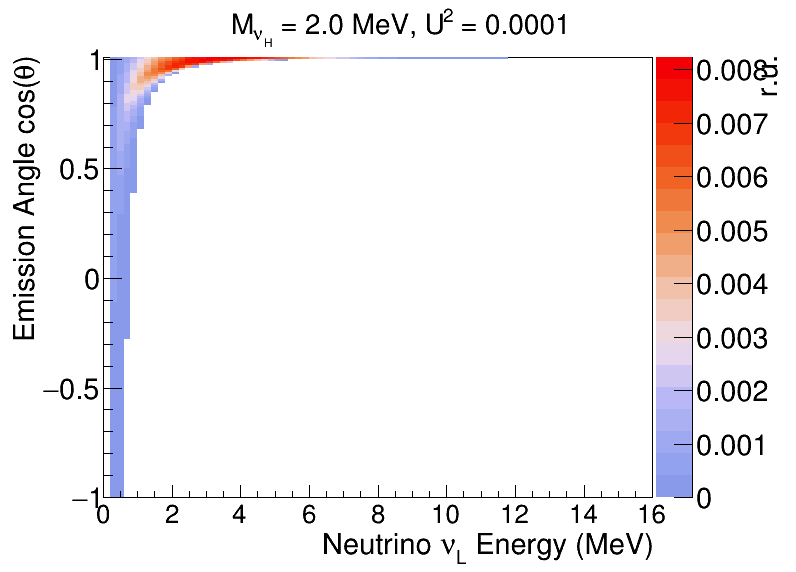 M_{ν_H} = 2.0 MeV, U² = 0.0001
Emission Angle cos(θ)
1
0.5
0
−0.5
−1
0 2 4 6 8 10 12 14 16
Neutrino ν_L Energy (MeV)
r.u.
0.008
0.007
0.006
0.005
0.004
0.003
0.002
0.001
0